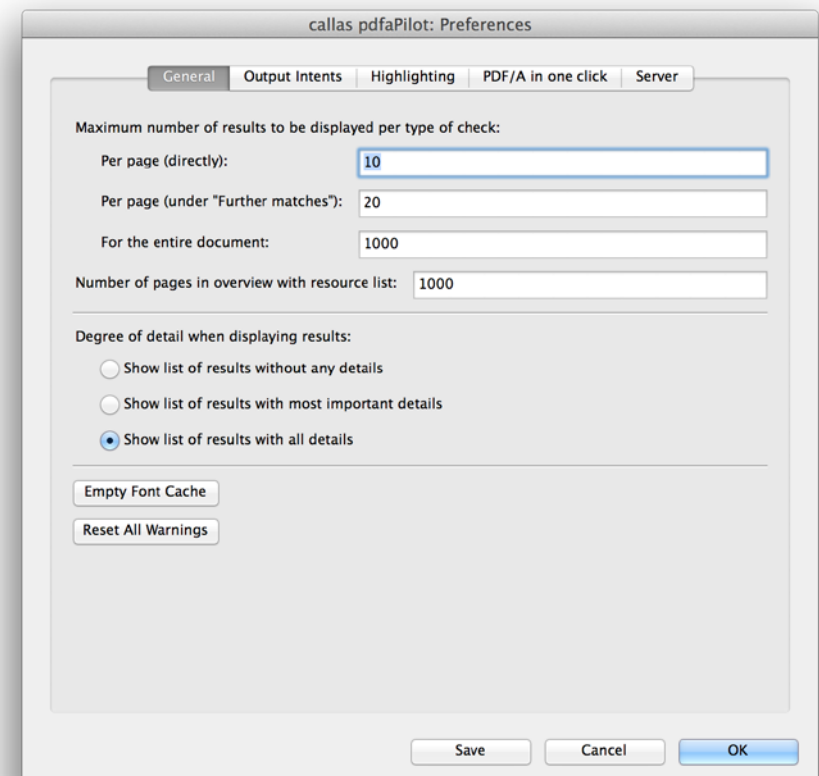 callas pdfaPilot: Preferences
General Output Intents Highlighting PDF/A in one click Server
Maximum number of results to be displayed per type of check:
Per page (directly): 10
Per page (under "Further matches"): 20
For the entire document: 1000
Number of pages in overview with resource list: 1000
Degree of detail when displaying results:
Show list of results without any details
Show list of results with most important details
Show list of results with all details
Empty Font Cache
Reset All Warnings
Save Cancel OK